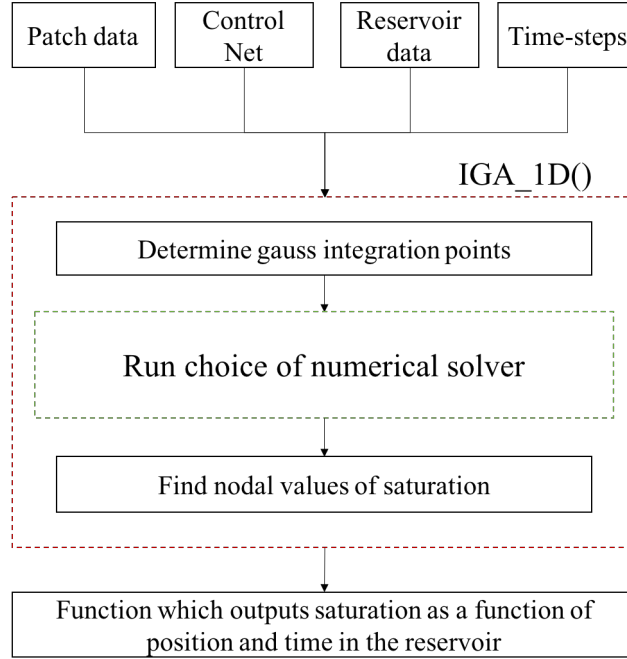 Patch data
Control
Net
Reservoir
data
Time-steps
IGA_1D()
Determine gauss integration points
Run choice of numerical solver
Find nodal values of saturation
Function which outputs saturation as a function of
position and time in the reservoir